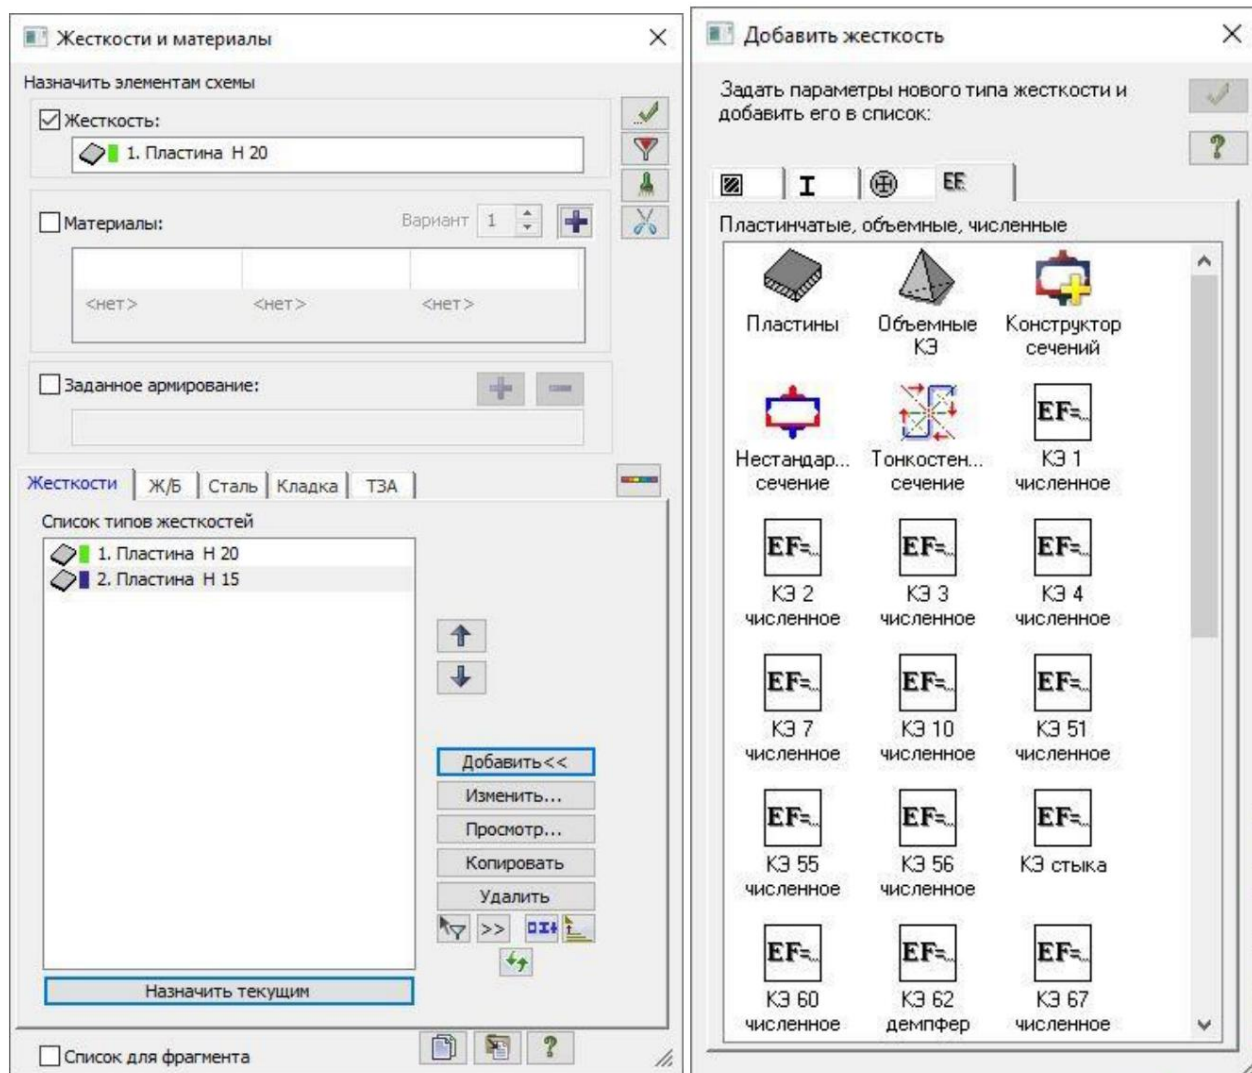 Жесткости и материалы
Назначить элементам схемы
Жесткость:
1. Пластина H 20
Материалы:
Вариант 1
<нет> <нет> <нет>
Заданное армирование:
Жесткости Ж/Б Сталь Кладка ТЗА
Список типов жесткостей
1. Пластина H 20
2. Пластина H 15
Добавить<<
Изменить...
Просмотр...
Копировать
Удалить
>>
Назначить текущим
Список для фрагмента
Добавить жесткость
Задать параметры нового типа жесткости и
добавить его в список:
Пластинчатые, объемные, численные
Пластины Объемные Конструктор
КЭ сечений
EF=...
Нестандар... Тонкостен... КЭ 1
сечение сечение численное
EF=... EF=... EF=...
КЭ 2 КЭ 3 КЭ 4
численное численное численное
EF=... EF=... EF=...
КЭ 7 КЭ 10 КЭ 51
численное численное численное
EF=... EF=... EF=...
КЭ 55 КЭ 56 КЭ стыка
численное численное
EF=... EF=... EF=...
КЭ 60 КЭ 62 КЭ 67
численное демпфер численное